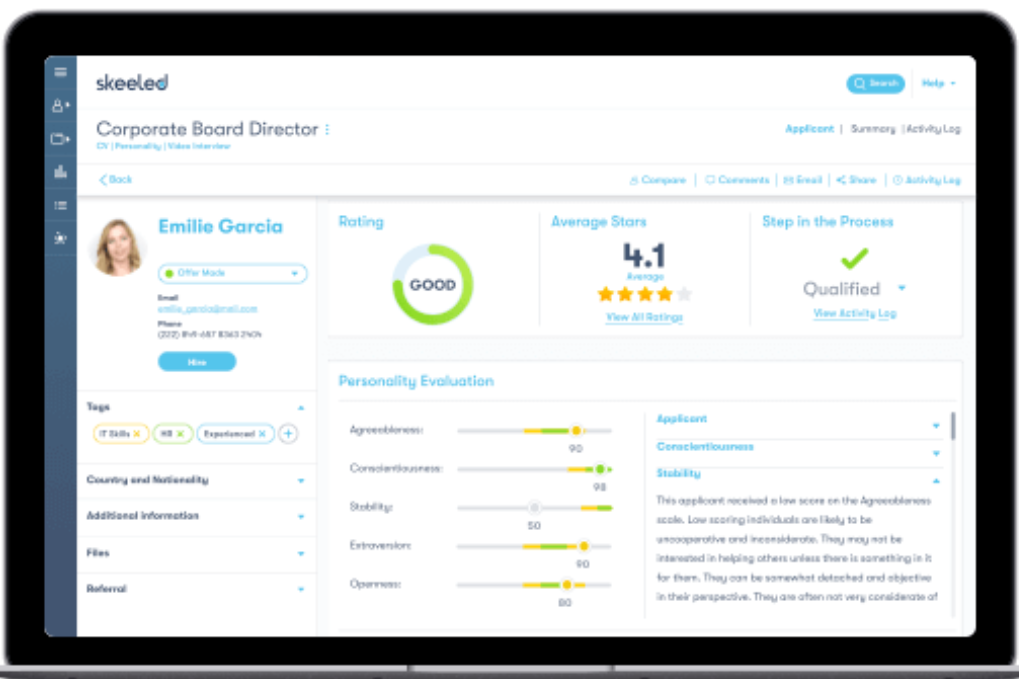 skeeled
Search
Help
Corporate Board Director
CV | Personality | Video Interview
Applicant | Summary | Activity Log
Back
Compare | Comments | Email | Share | Activity Log
Emilie Garcia
Offer Made
Email
emilie_garcia@mail.com
Phone
Hire
Tags
IT Skills × HR × Experienced × +
Country and Nationality
Additional information
Files
Referral
Rating
GOOD
Average Stars
4.1
Average
View All Ratings
Step in the Process
Qualified
View Activity Log
Personality Evaluation
Agreeableness:
90
Conscientiousness:
98
Stability:
50
Extraversion:
90
Openness:
80
Applicant
Conscientiousness
Stability
This applicant received a low score on the Agreeableness
scale. Low scoring individuals are likely to be
uncooperative and inconsiderate. They may not be
interested in helping others unless there is something in it
for them. They can be somewhat detached and objective
in their perspective. They are often not very considerate of